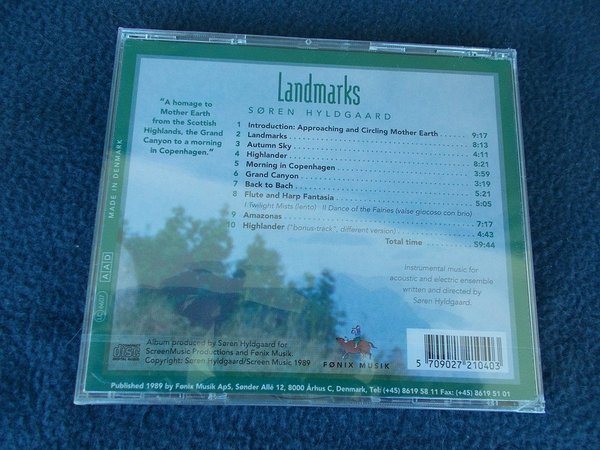 Landmarks
SØREN HYLDGAARD
"A homage to
Mother Earth
from the Scottish
Highlands, the Grand
Canyon to a morning
in Copenhagen."
1 Introduction: Approaching and Circling Mother Earth 9:17
2 Landmarks 8:13
3 Autumn Sky 4:11
4 Highlander 8:21
5 Morning in Copenhagen 3:59
6 Grand Canyon 3:19
7 Back to Bach 5:21
8 Flute and Harp Fantasia 5:05
I Twilight Mists (lento) · II Dance of the Fairies (valse giocoso con brio)
9 Amazonas 7:17
10 Highlander ("bonus-track", different version) 4:43
Total time 59:44
Instrumental music for
acoustic and electric ensemble
written and directed by
Søren Hyldgaard.
MADE IN DENMARK
AAD
COMPACT
disc
DIGITAL AUDIO
Album produced by Søren Hyldgaard for
ScreenMusic Productions and Fønix Musik.
Copyright: Søren Hyldgaard/Screen Music 1989
FØNIX MUSIK
5 709027 210403
Published 1989 by Fønix Musik ApS, Sønder Allé 12, 8000 Århus C, Denmark, Tel: (+45) 8619 58 11 Fax: (+45) 8619 51 01